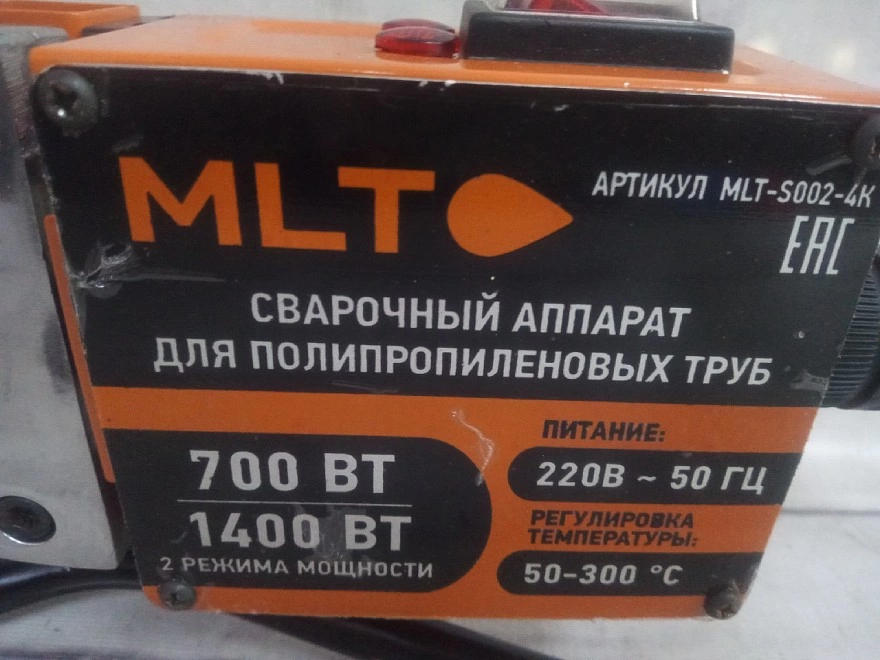 MLT
АРТИКУЛ MLT-S002-4К
EAC
СВАРОЧНЫЙ АППАРАТ
ДЛЯ ПОЛИПРОПИЛЕНОВЫХ ТРУБ
700 ВТ
1400 ВТ
2 РЕЖИМА МОЩНОСТИ
ПИТАНИЕ:
220В ~ 50 ГЦ
РЕГУЛИРОВКА
ТЕМПЕРАТУРЫ:
50-300 °С